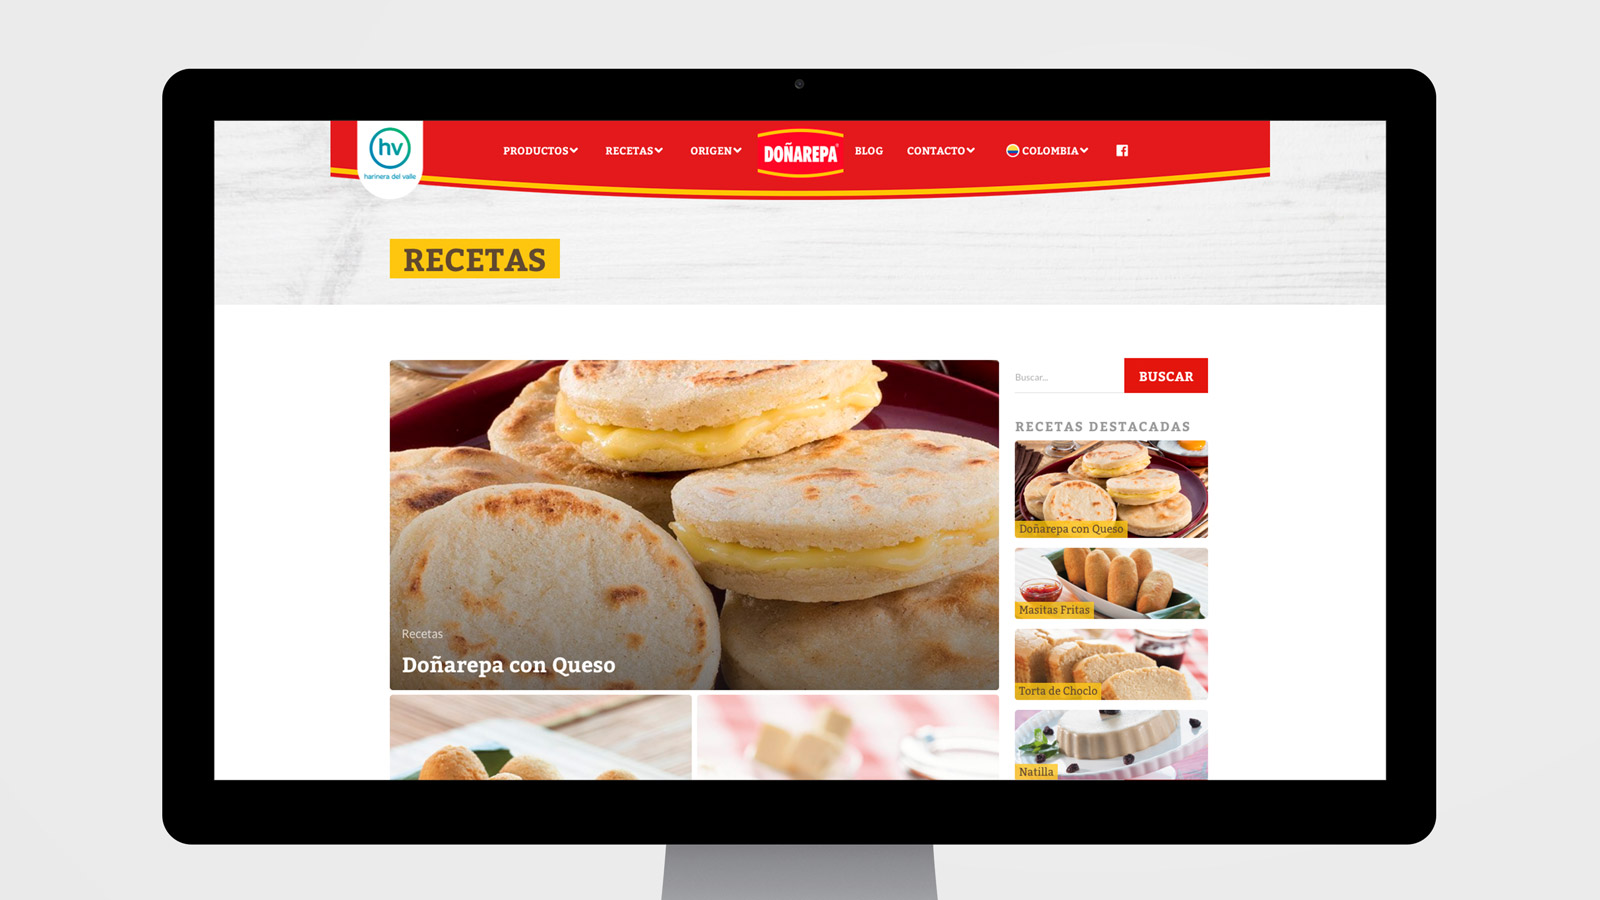 hv
harinera del valle
PRODUCTOS
RECETAS
ORIGEN
DOÑAREPA
BLOG
CONTACTO
COLOMBIA
RECETAS
Buscar...
BUSCAR
RECETAS DESTACADAS
Doñarepa con Queso
Masitas Fritas
Torta de Choclo
Natilla
Recetas
Doñarepa con Queso